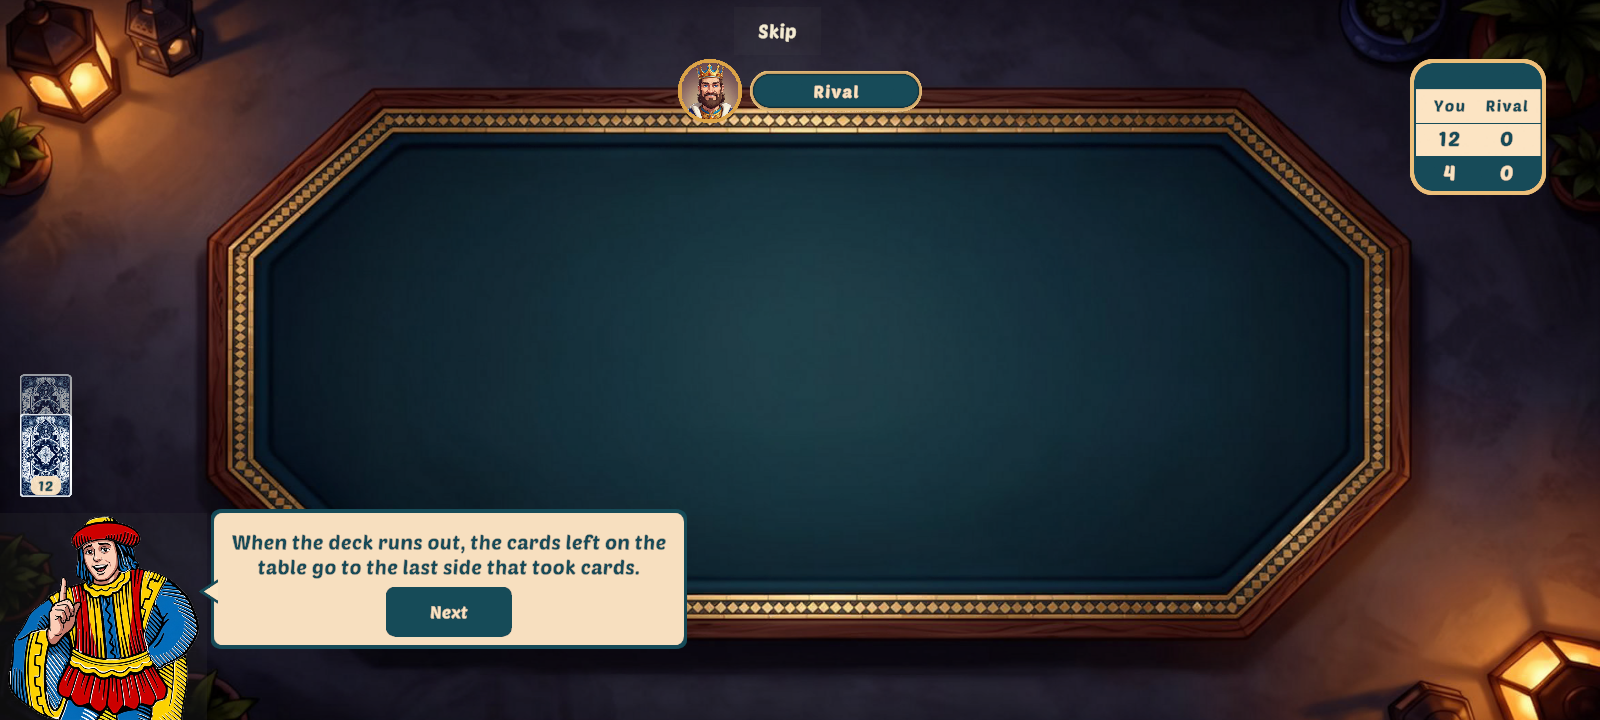 Skip
Rival
You Rival
12 0
4 0
12
When the deck runs out, the cards left on the
table go to the last side that took cards.
Next